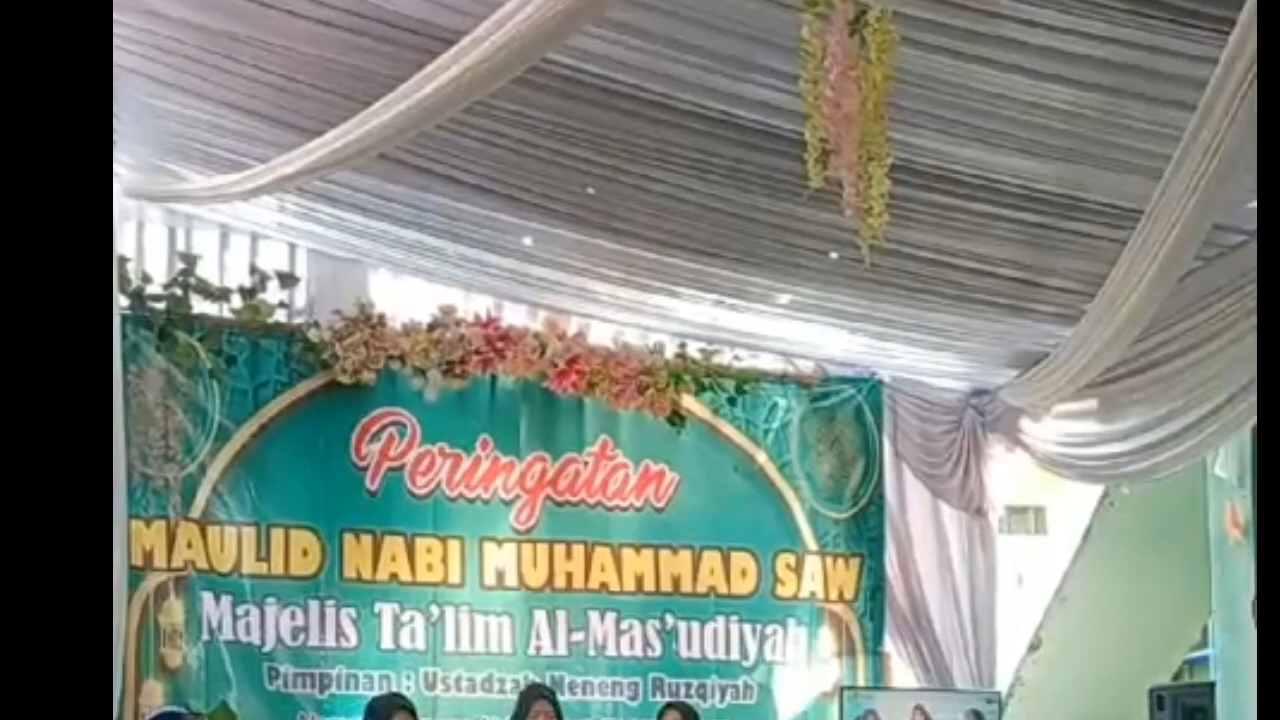 Peringatan
MAULID NABI MUHAMMAD SAW
Majelis Ta'lim Al-Mas'udiyah
Pimpinan : Ustadzah Neneng Ruzqiyah